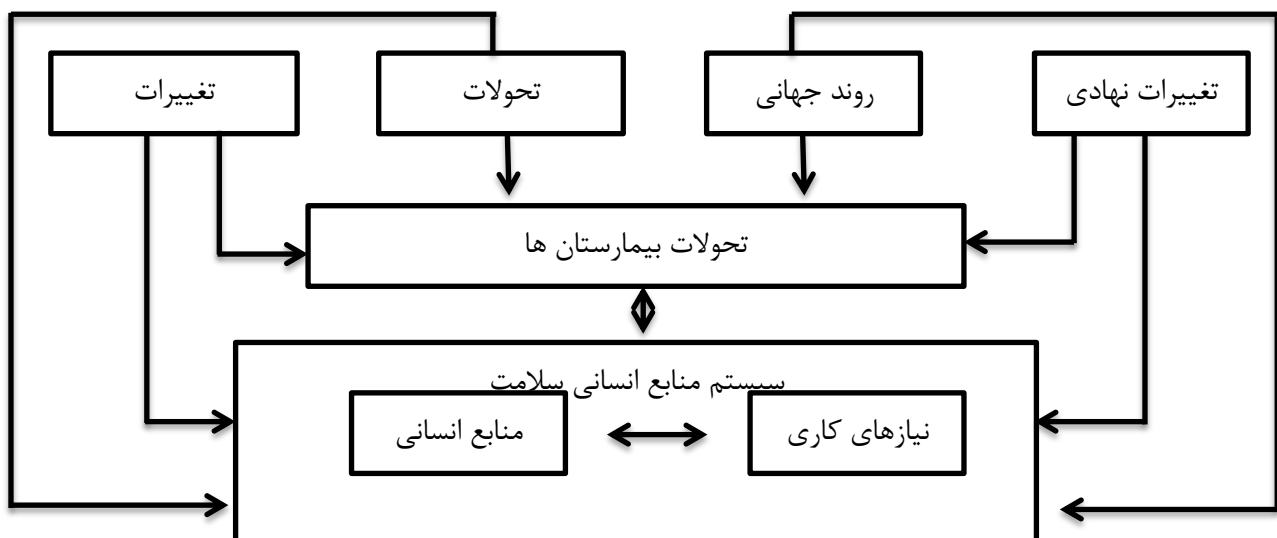 تغییرات نهادی
روند جهانی
تحولات
تغییرات
تحولات بیمارستان ها
سیستم منابع انسانی سلامت
نیازهای کاری
منابع انسانی